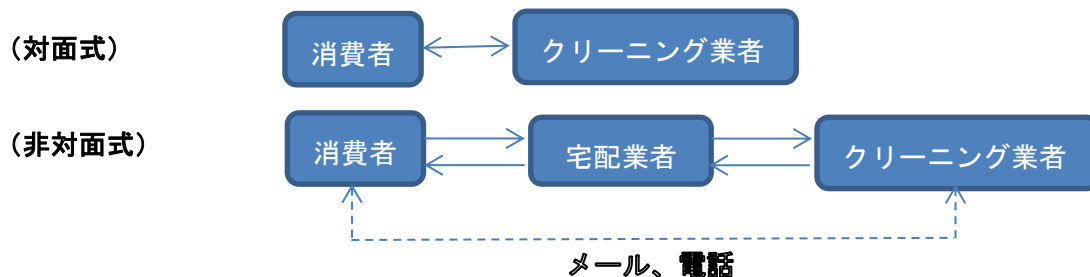 (対面式)
消費者
クリーニング業者
(非対面式)
消費者
宅配業者
クリーニング業者
メール、電話